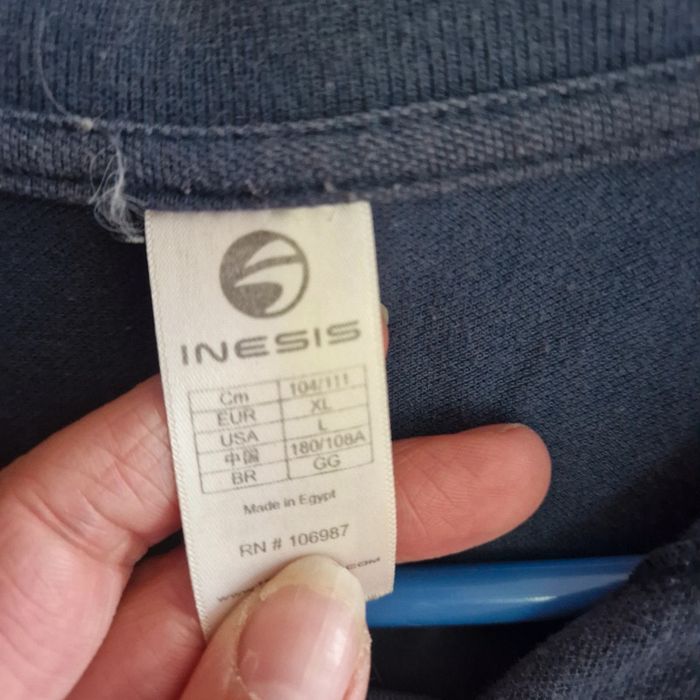 INESIS
Cm 104/111
EUR XL
USA L
中国 180/108A
BR GG
Made in Egypt
RN # 106987